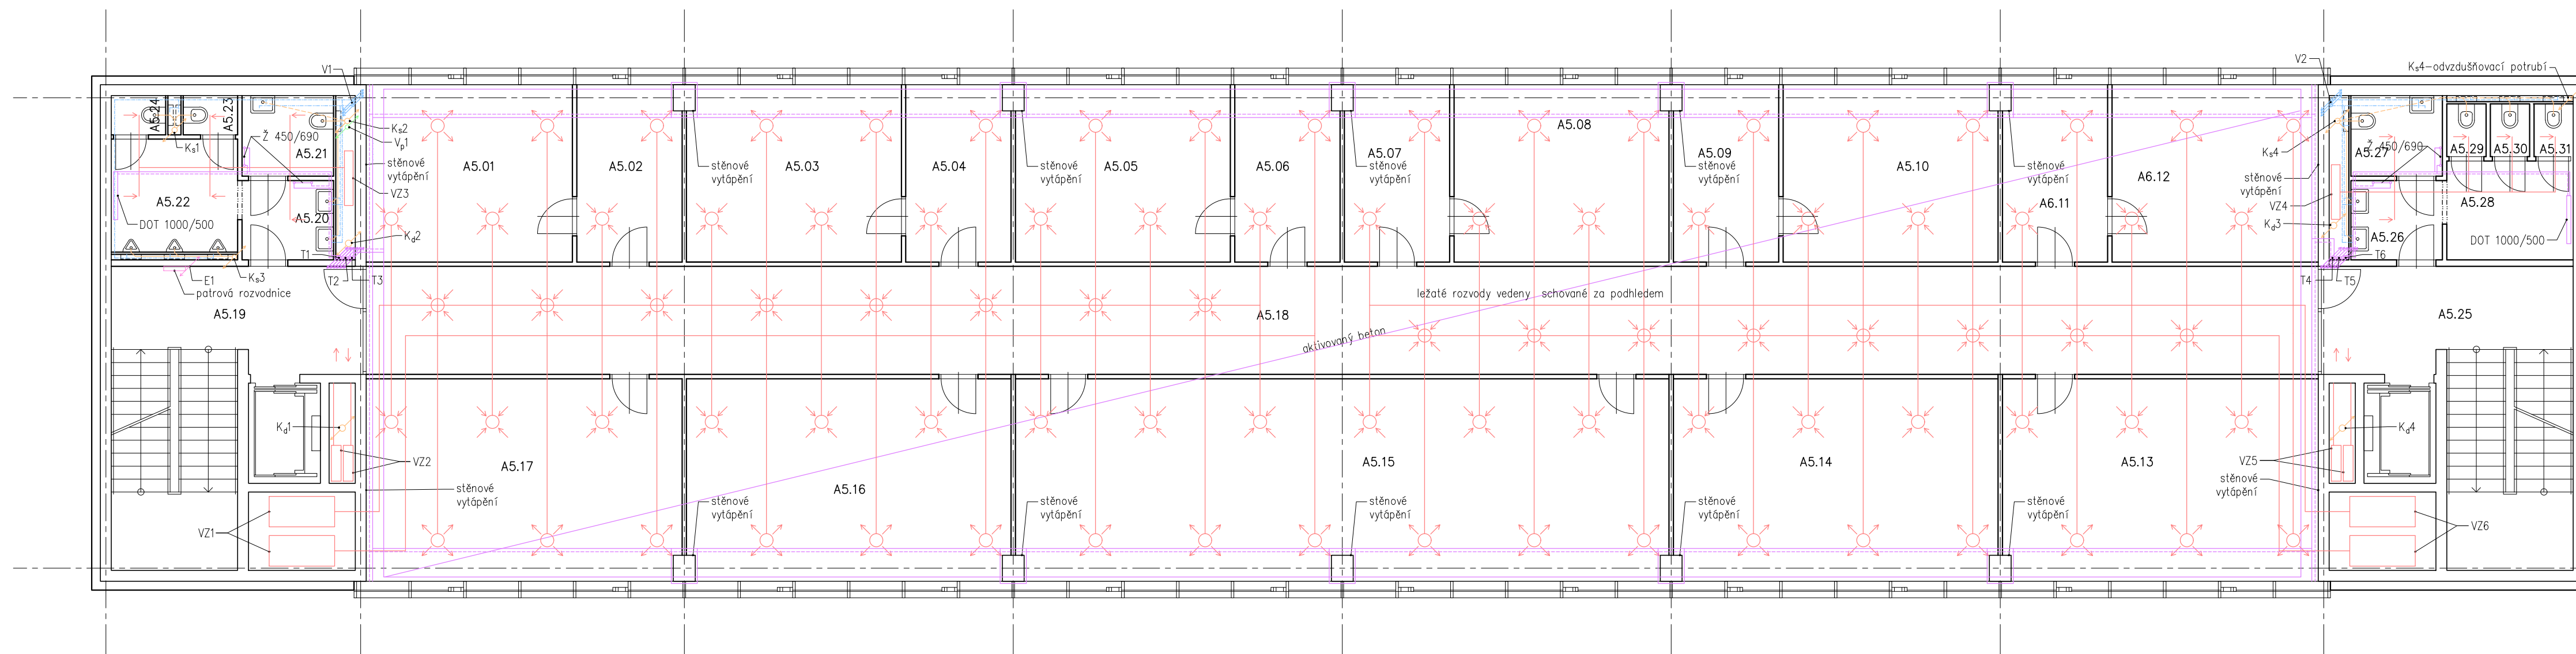 V1
V2
Ks4-odvzdušňovací potrubí
A5.24
A5.23
Ks1
Ž 450/690
A5.21
Ks2
Vp1
stěnové
vytápění
VZ3
A5.22
DOT 1000/500
A5.20
Kd2
T1
T2
T3
Ks3
E1
patrová rozvodnice
A5.19
A5.01
A5.02
stěnové
vytápění
A5.03
A5.04
stěnové
vytápění
A5.05
A5.06
A5.07
stěnové
vytápění
A5.08
A5.09
stěnové
vytápění
A5.10
stěnové
vytápění
A6.11
A6.12
Ks4
stěnové
vytápění
VZ4
Kd3
A5.27
Ž 450/690
A5.29
A5.30
A5.31
A5.28
A5.26
DOT 1000/500
T6
T4
T5
A5.25
ležaté rozvody vedeny schované za podhledem
A5.18
aktivovaný beton
Kd1
VZ2
VZ1
stěnové
vytápění
A5.17
stěnové
vytápění
A5.16
stěnové
vytápění
A5.15
stěnové
vytápění
A5.14
stěnové
vytápění
A5.13
stěnové
vytápění
stěnové
vytápění
Kd4
VZ5
VZ6